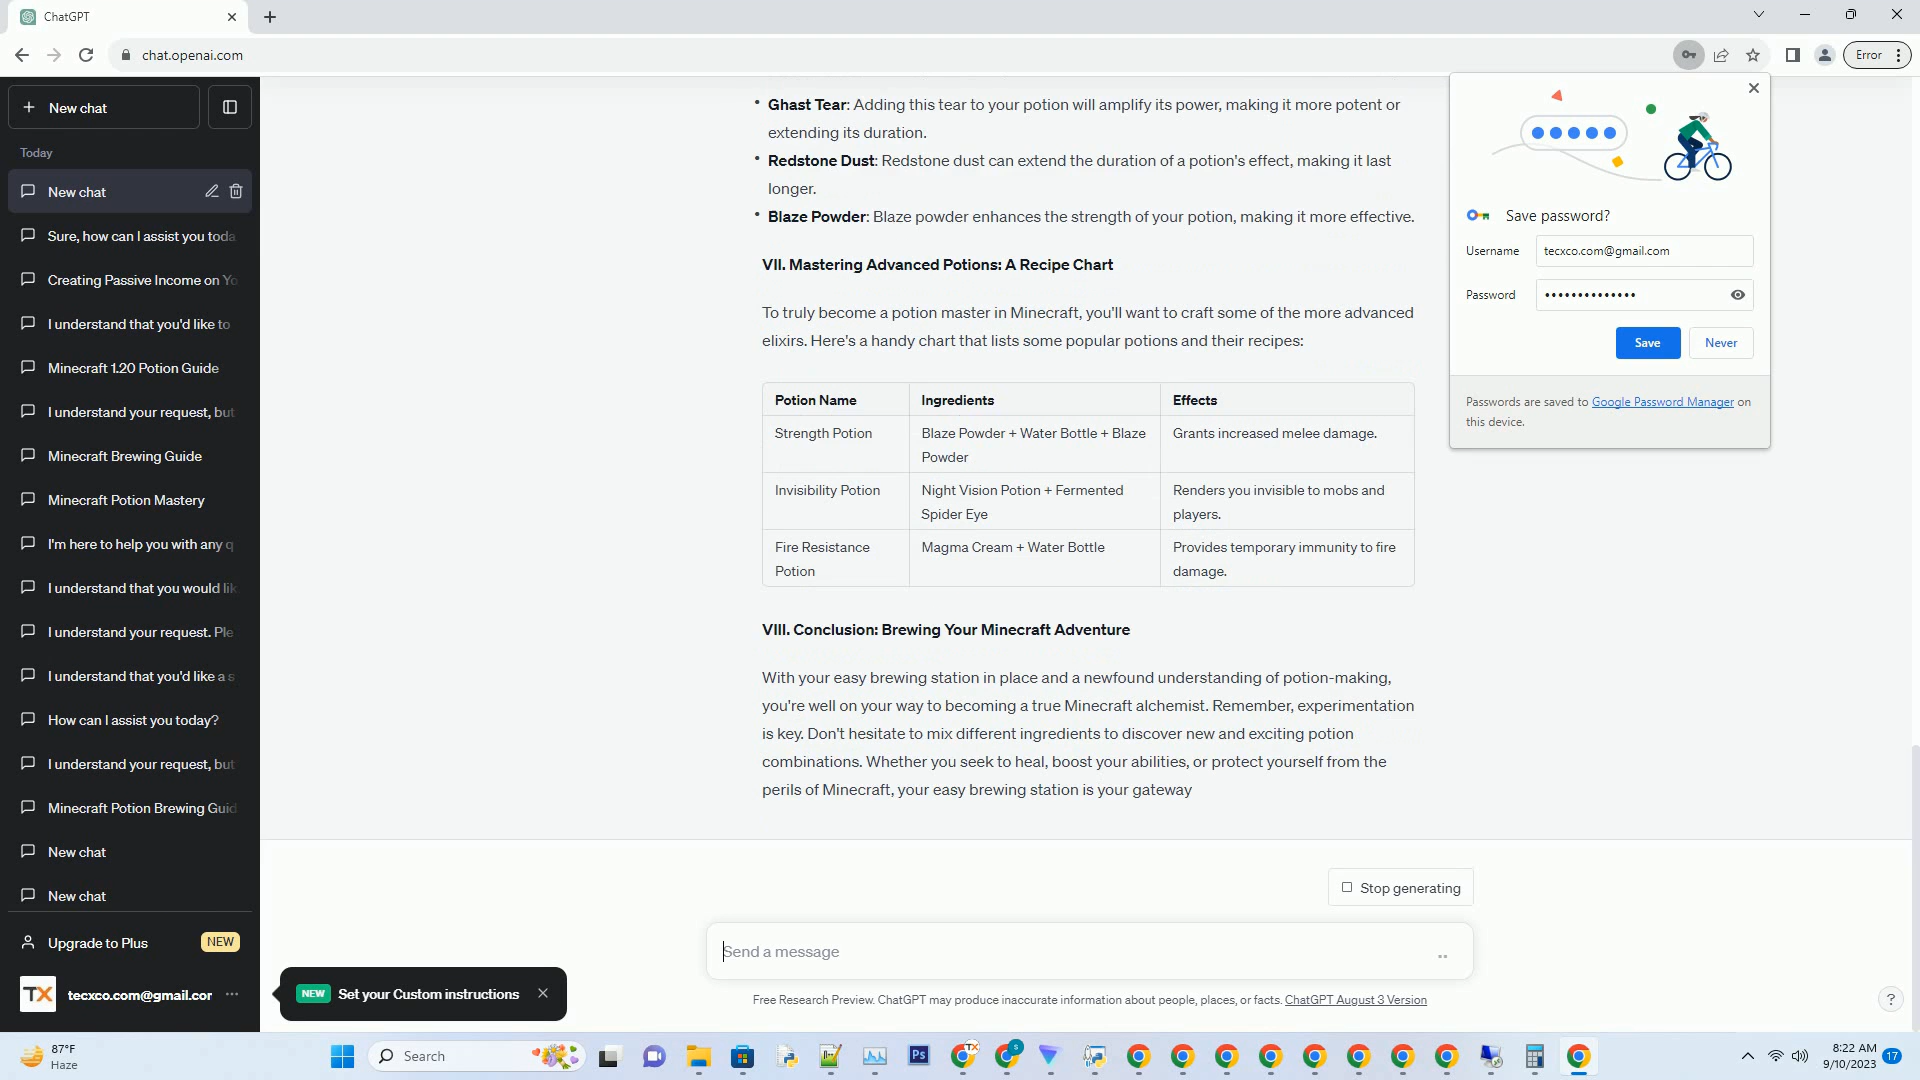 ChatGPT
chat.openai.com
Error
New chat
Today
New chat
Sure, how can I assist you toda
Creating Passive Income on Yo
I understand that you'd like to
Minecraft 1.20 Potion Guide
I understand your request, but
Minecraft Brewing Guide
Minecraft Potion Mastery
I'm here to help you with any q
I understand that you would lik
I understand your request. Ple
I understand that you'd like a s
How can I assist you today?
I understand your request, but
Minecraft Potion Brewing Guid
New chat
New chat
Upgrade to Plus NEW
TX tecxco.com@gmail.cor
• Ghast Tear: Adding this tear to your potion will amplify its power, making it more potent or
extending its duration.
• Redstone Dust: Redstone dust can extend the duration of a potion's effect, making it last
longer.
• Blaze Powder: Blaze powder enhances the strength of your potion, making it more effective.
VII. Mastering Advanced Potions: A Recipe Chart
To truly become a potion master in Minecraft, you'll want to craft some of the more advanced
elixirs. Here's a handy chart that lists some popular potions and their recipes:
Potion Name Ingredients Effects
Strength Potion Blaze Powder + Water Bottle + Blaze Grants increased melee damage.
Powder
Invisibility Potion Night Vision Potion + Fermented Renders you invisible to mobs and
Spider Eye players.
Fire Resistance Magma Cream + Water Bottle Provides temporary immunity to fire
Potion damage.
VIII. Conclusion: Brewing Your Minecraft Adventure
With your easy brewing station in place and a newfound understanding of potion-making,
you're well on your way to becoming a true Minecraft alchemist. Remember, experimentation
is key. Don't hesitate to mix different ingredients to discover new and exciting potion
combinations. Whether you seek to heal, boost your abilities, or protect yourself from the
perils of Minecraft, your easy brewing station is your gateway
Save password?
Username tecxco.com@gmail.com
Password ••••••••••••••
Save Never
Passwords are saved to Google Password Manager on
this device.
Stop generating
Send a message
NEW Set your Custom instructions
Free Research Preview. ChatGPT may produce inaccurate information about people, places, or facts. ChatGPT August 3 Version
?
87°F
Haze
Search
Ps
TX
s
8:22 AM
9/10/2023
17